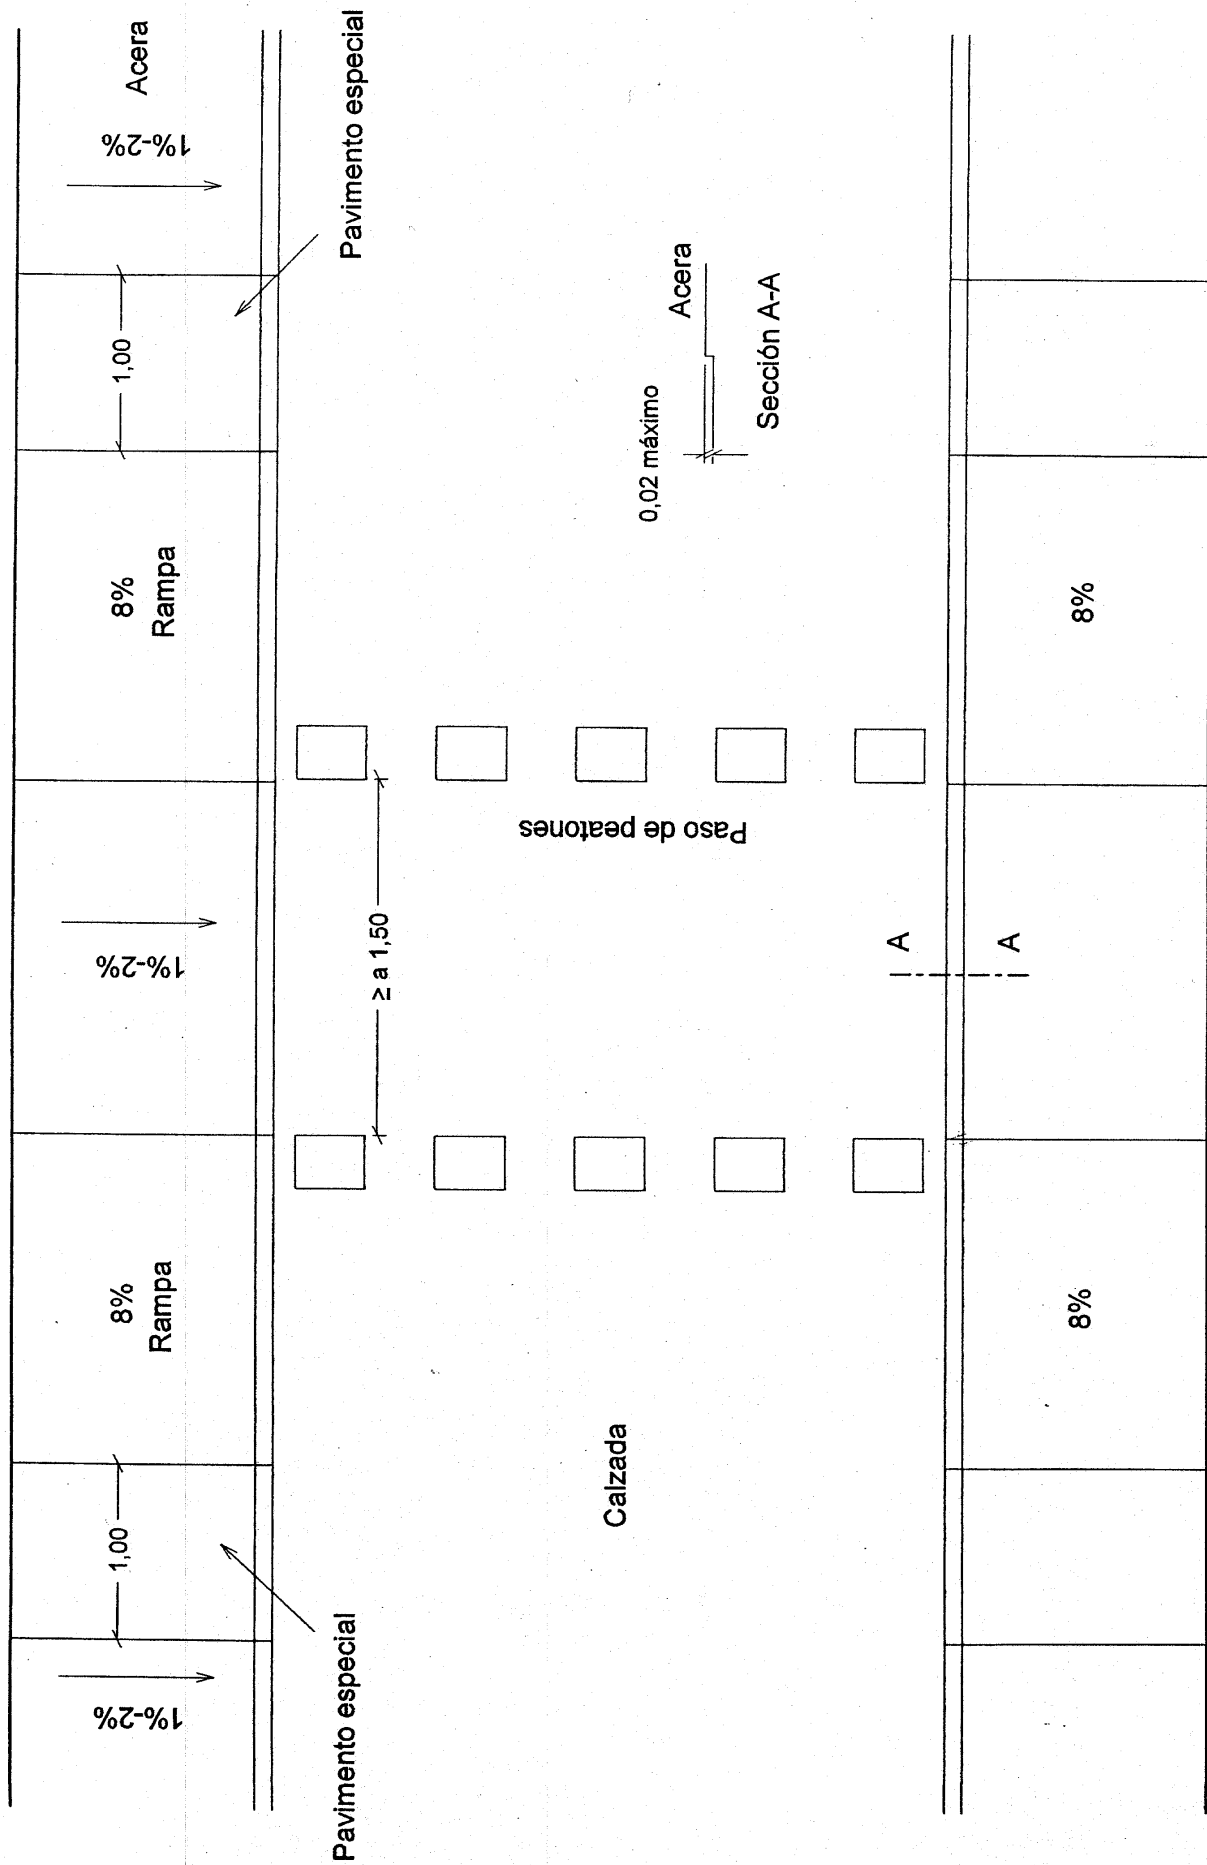 1%-2%
1,00
8%
Rampa
1%-2%
8%
Rampa
1,00
1%-2%
Acera
Pavimento especial
≥ a 1,50
Pavimento especial
Paso de peatones
Calzada
0,02 máximo
Acera
Sección A-A
A
A
8%
8%